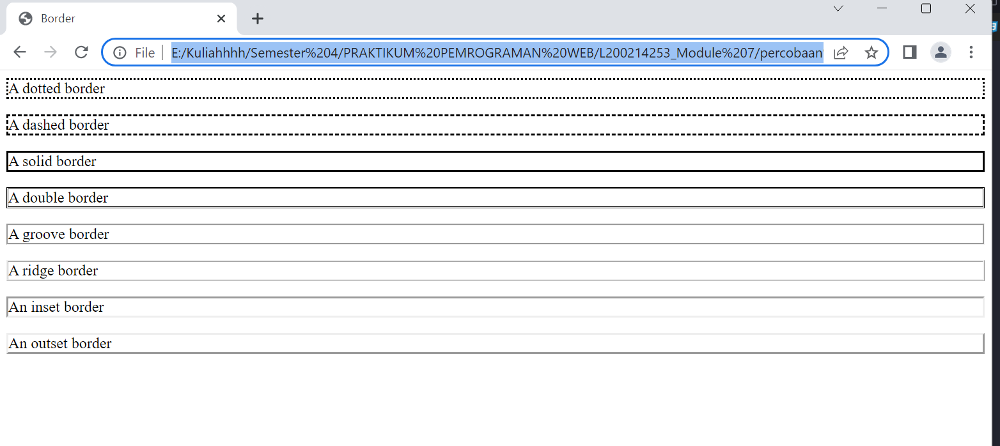 Border
File
E:/Kuliahhhh/Semester%204/PRAKTIKUM%20PEMROGRAMAN%20WEB/L200214253_Module%207/percobaan
A dotted border
A dashed border
A solid border
A double border
A groove border
A ridge border
An inset border
An outset border